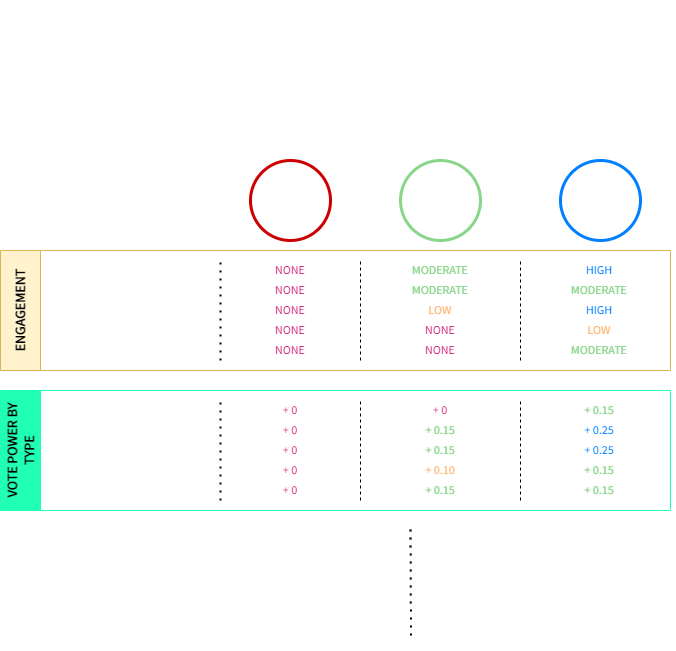 ENGAGEMENT
NONE MODERATE HIGH
NONE MODERATE MODERATE
NONE LOW HIGH
NONE NONE LOW
NONE NONE MODERATE
VOTE POWER BY
TYPE
+ 0 + 0 + 0.15
+ 0 + 0.15 + 0.25
+ 0 + 0.15 + 0.25
+ 0 + 0.10 + 0.15
+ 0 + 0.15 + 0.15